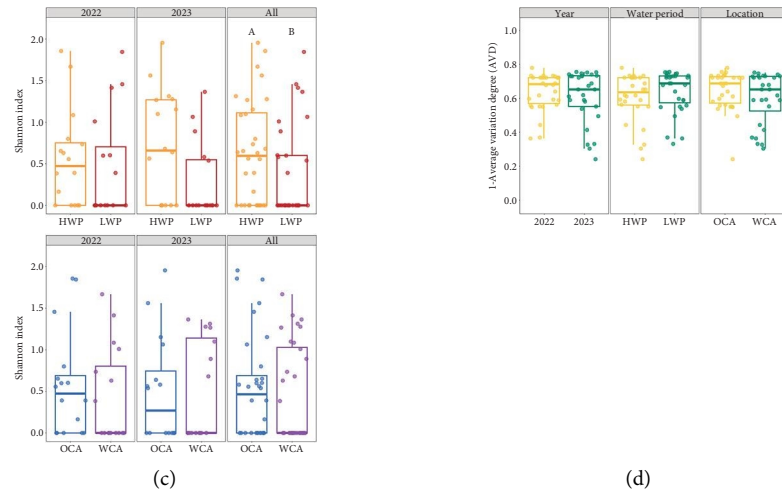 2022 2023 All
Shannon index
2.0
1.5
1.0
0.5
0.0
A B
HWP LWP HWP LWP HWP LWP
2022 2023 All
Shannon index
2.0
1.5
1.0
0.5
0.0
OCA WCA OCA WCA OCA WCA
(c)
Year Water period Location
1-Average variation degree (AVD)
1.0
0.8
0.6
0.4
0.2
0.0
2022 2023 HWP LWP OCA WCA
(d)